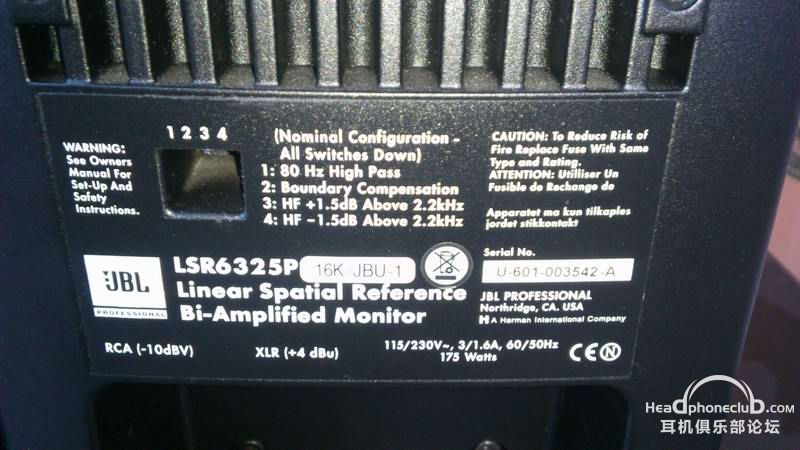 WARNING:
See Owners
Manual For
Set-Up And
Safety
Instructions.
1 2 3 4
(Nominal Configuration -
All Switches Down)
1: 80 Hz High Pass
2: Boundary Compensation
3: HF +1.5dB Above 2.2kHz
4: HF -1.5dB Above 2.2kHz
CAUTION: To Reduce Risk of
Fire Replace Fuse With Same
Type and Rating.
ATTENTION: Utiliser Un
Fusible de Rechange de
Apparatet ma kun tilkaples
jordet stikkontakt
JBL
PROFESSIONAL
LSR6325P 16K-JBU-1
Linear Spatial Reference
Bi-Amplified Monitor
Serial No.
U-601-003542-A
JBL PROFESSIONAL
Northridge, CA. USA
H A Harman International Company
RCA (-10dBV)
XLR (+4 dBu)
115/230V~, 3/1.6A, 60/50Hz
175 Watts
CE N
Headphoneclub.com
耳机俱乐部论坛